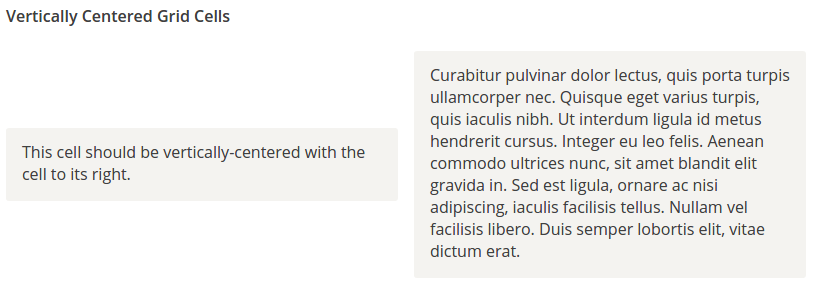 Vertically Centered Grid Cells
This cell should be vertically-centered with the
cell to its right.
Curabitur pulvinar dolor lectus, quis porta turpis
ullamcorper nec. Quisque eget varius turpis,
quis iaculis nibh. Ut interdum ligula id metus
hendrerit cursus. Integer eu leo felis. Aenean
commodo ultrices nunc, sit amet blandit elit
gravida in. Sed est ligula, ornare ac nisi
adipiscing, iaculis facilisis tellus. Nullam vel
facilisis libero. Duis semper lobortis elit, vitae
dictum erat.